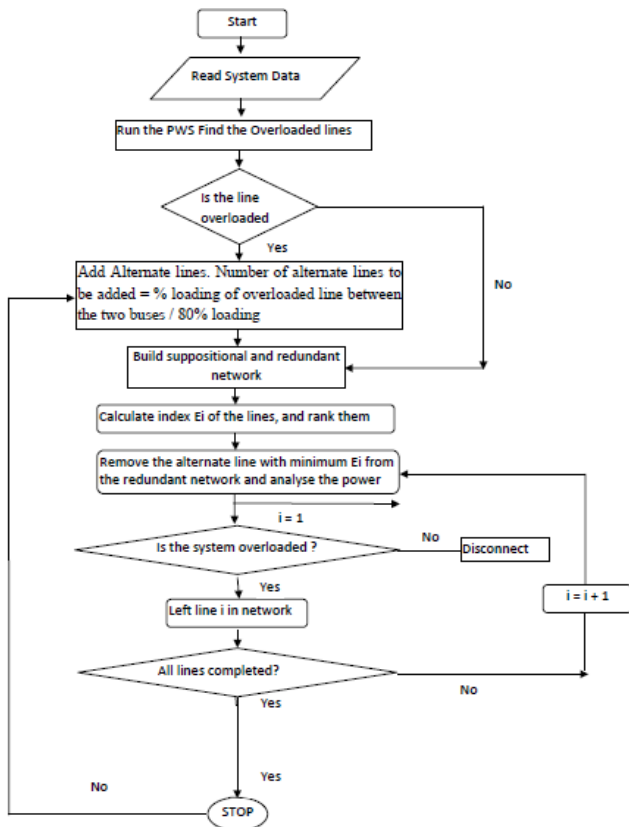 Start
Read System Data
Run the PWS Find the Overloaded lines
Is the line
overloaded
Yes
No
Add Alternate lines. Number of alternate lines to
be added = % loading of overloaded line between
the two buses / 80% loading
Build suppositional and redundant
network
Calculate index Ei of the lines, and rank them
Remove the alternate line with minimum Ei from
the redundant network and analyse the power
i = 1
Is the system overloaded ?
No
Disconnect
Yes
i = i + 1
Left line i in network
All lines completed?
No
Yes
Yes
No
STOP